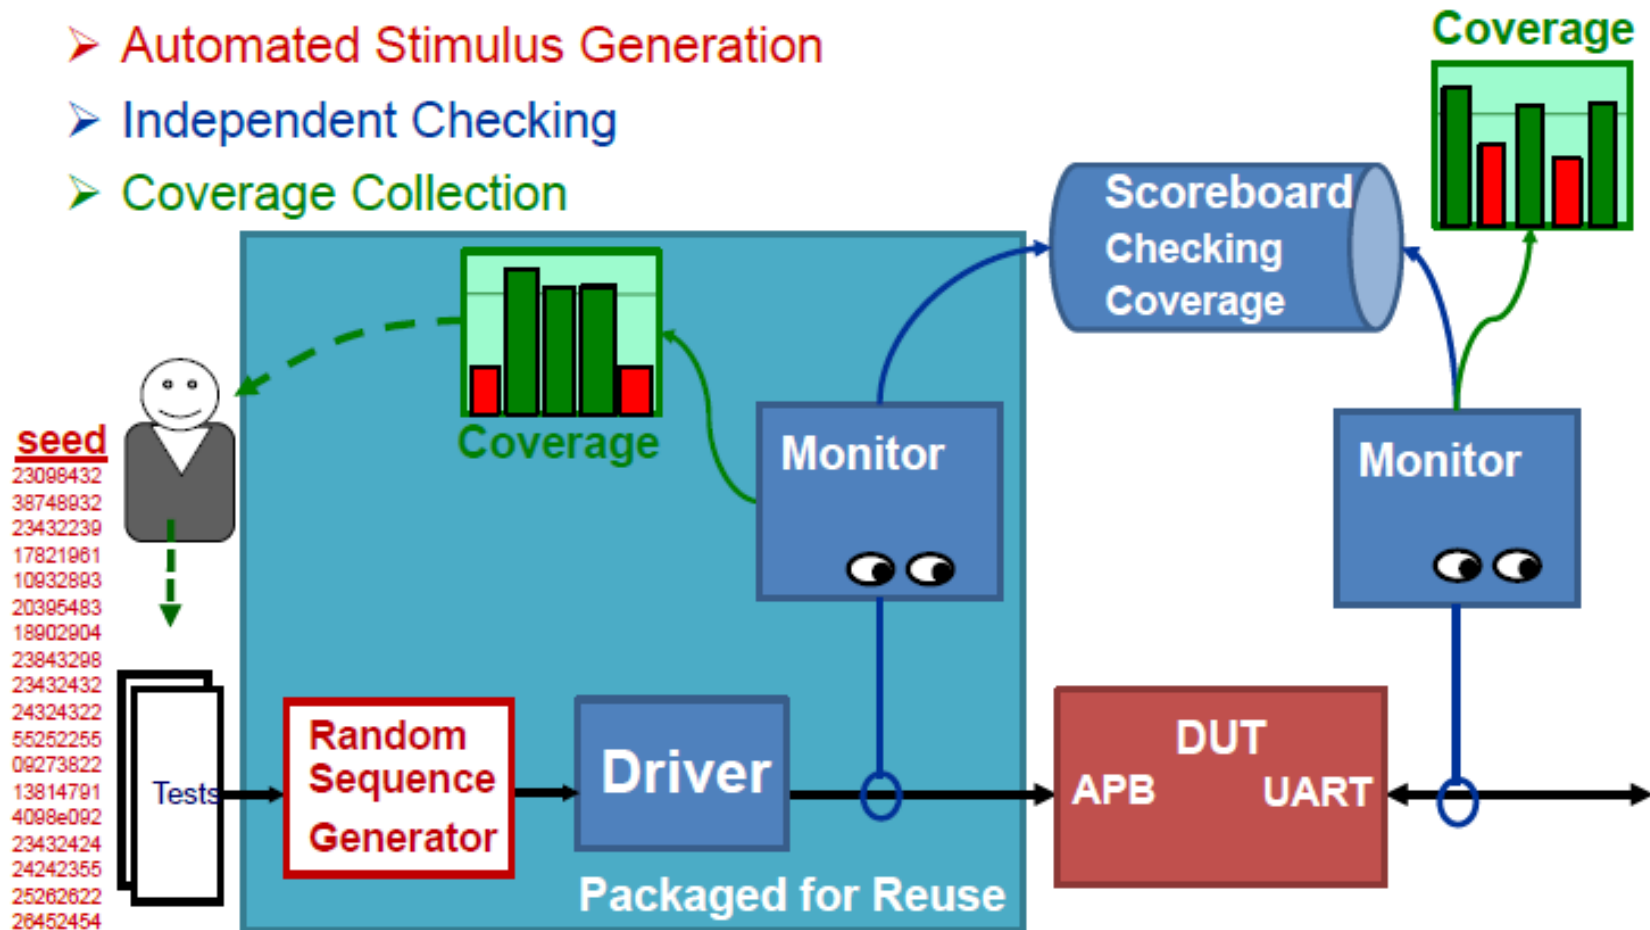 ➢ Automated Stimulus Generation
➢ Independent Checking
➢ Coverage Collection
Coverage
Scoreboard
Checking
Coverage
Coverage
Monitor
Monitor
seed
23098432
38748932
23432239
17821961
10932893
20395483
18902904
23843298
23432432
24324322
55252255
09273822
13814791
4098e092
23432424
24242355
25262622
26452454
Tests
Random
Sequence
Generator
Driver
DUT
APB
UART
Packaged for Reuse